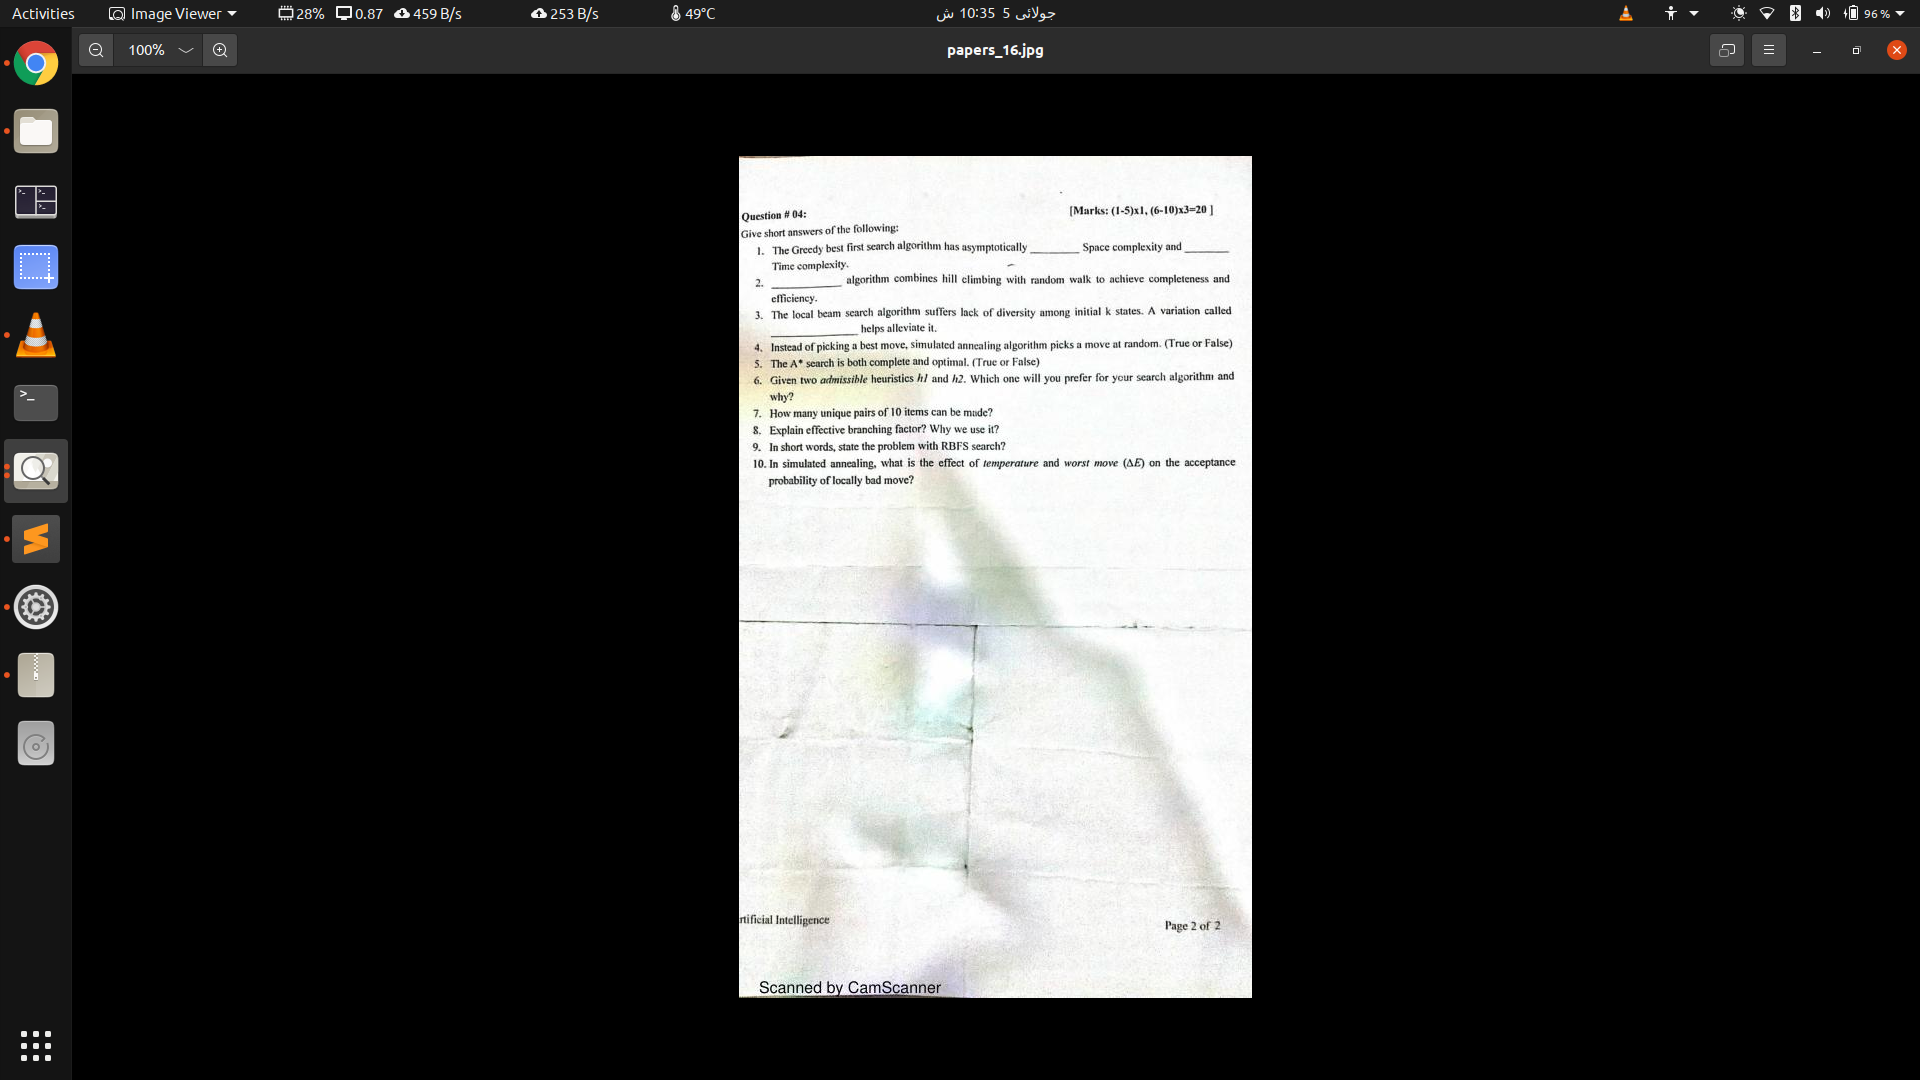 Activities Image Viewer 28% 0.87 459 B/s 253 B/s 49°C جولائی 5 10:35 ش 96 %
100% papers_16.jpg
Question # 04: [Marks: (1-5)x1, (6-10)x3=20 ]
Give short answers of the following:
1. The Greedy best first search algorithm has asymptotically ________ Space complexity and ________
Time complexity.
2. ____________ algorithm combines hill climbing with random walk to achieve completeness and
efficiency.
3. The local beam search algorithm suffers lack of diversity among initial k states. A variation called
______________ helps alleviate it.
4. Instead of picking a best move, simulated annealing algorithm picks a move at random. (True or False)
5. The A* search is both complete and optimal. (True or False)
6. Given two admissible heuristics h1 and h2. Which one will you prefer for your search algorithm and
why?
7. How many unique pairs of 10 items can be made?
8. Explain effective branching factor? Why we use it?
9. In short words, state the problem with RBFS search?
10. In simulated annealing, what is the effect of temperature and worst move (ΔE) on the acceptance
probability of locally bad move?
rtificial Intelligence Page 2 of 2
Scanned by CamScanner